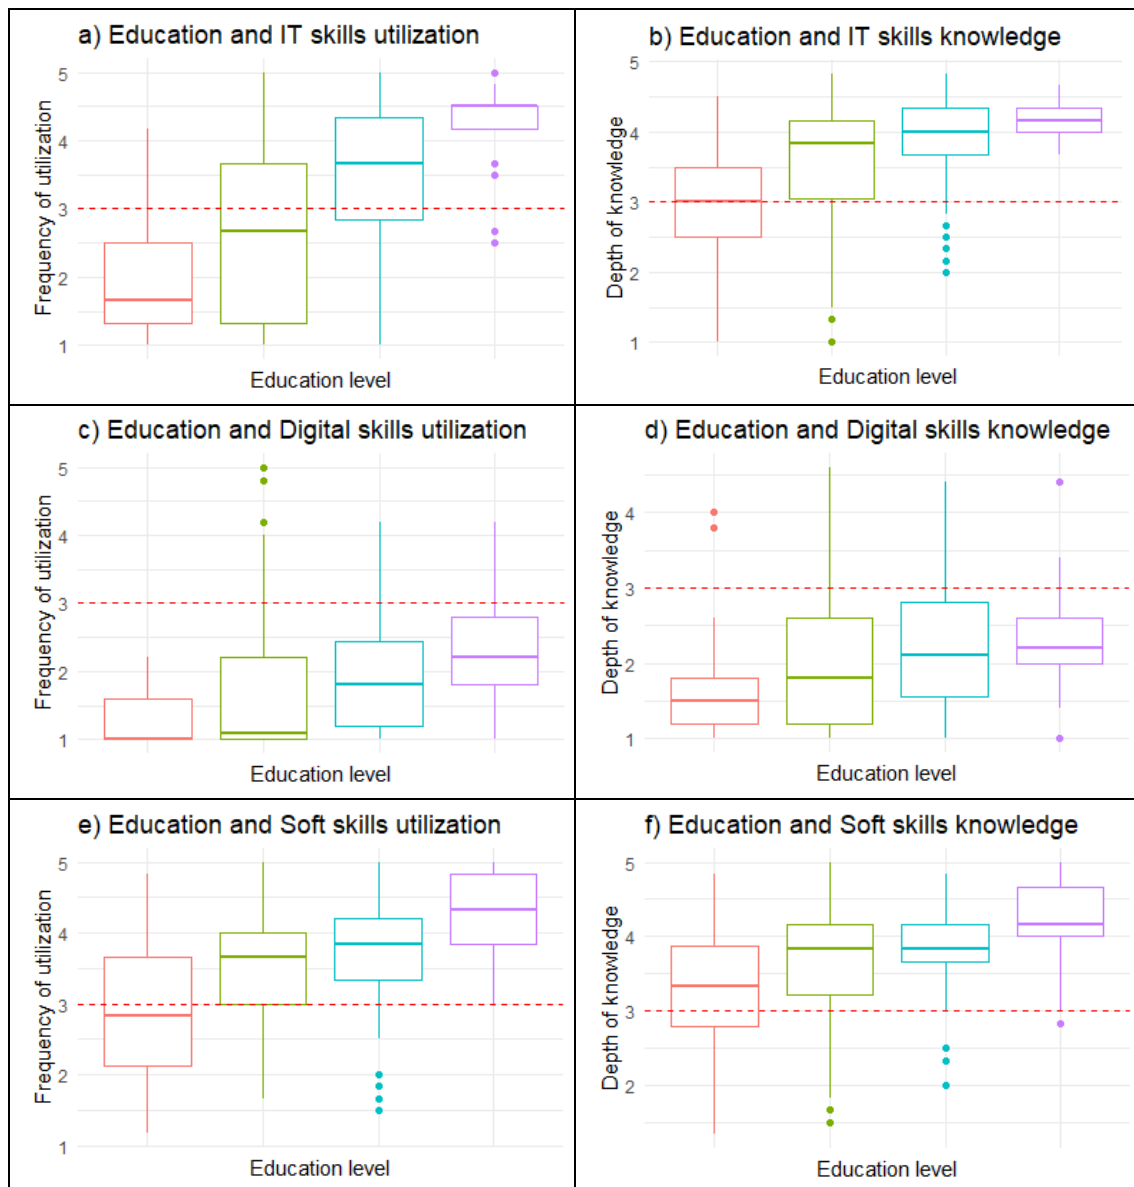 a) Education and IT skills utilization
Frequency of utilization
5
4
3
2
1
Education level
b) Education and IT skills knowledge
Depth of knowledge
5
4
3
2
1
Education level
c) Education and Digital skills utilization
Frequency of utilization
5
4
3
2
1
Education level
d) Education and Digital skills knowledge
Depth of knowledge
4
3
2
1
Education level
e) Education and Soft skills utilization
Frequency of utilization
5
4
3
2
1
Education level
f) Education and Soft skills knowledge
Depth of knowledge
5
4
3
2
Education level